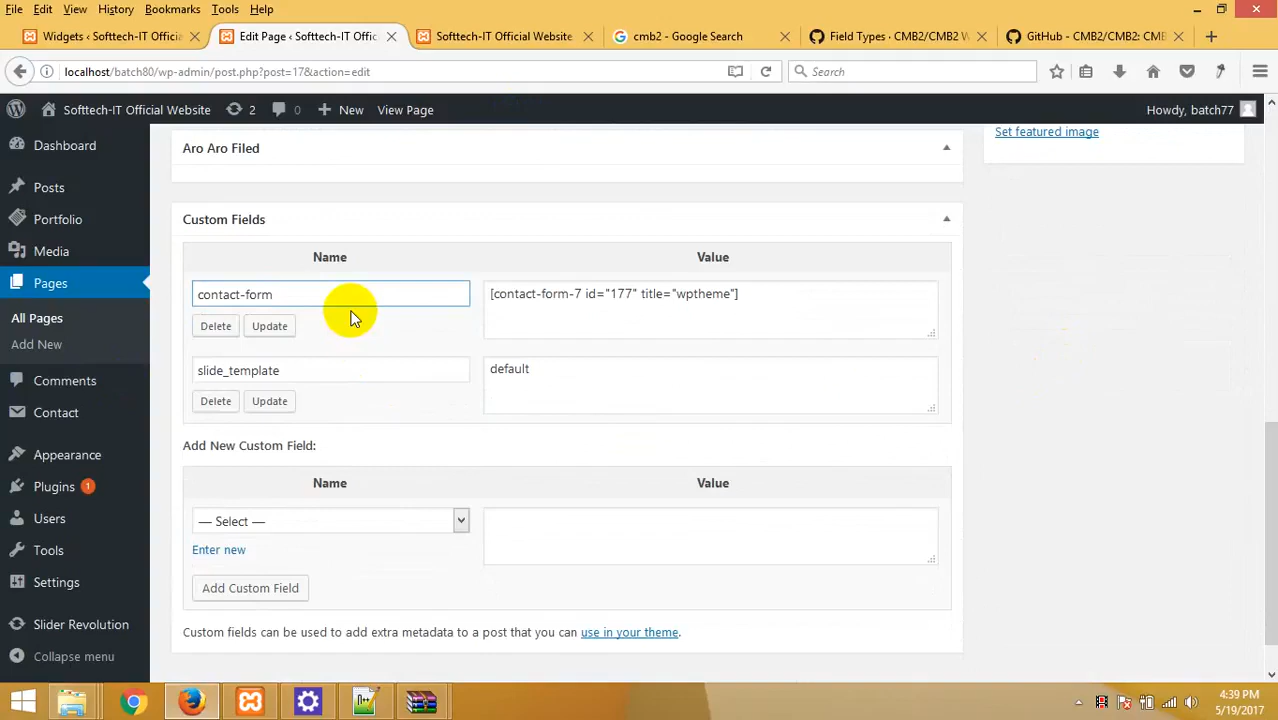 File Edit View History Bookmarks Tools Help
Widgets ‹ Softtech-IT Official
Edit Page ‹ Softtech-IT Offic
Softtech-IT Official Website
cmb2 - Google Search
Field Types · CMB2/CMB2 W
GitHub - CMB2/CMB2: CMB
localhost/batch80/wp-admin/post.php?post=17&action=edit
Search
Softtech-IT Official Website 2 0 New View Page Howdy, batch77
Dashboard
Posts
Portfolio
Media
Pages
All Pages
Add New
Comments
Contact
Appearance
Plugins 1
Users
Tools
Settings
Slider Revolution
Collapse menu
Set featured image
Aro Aro Filed
Custom Fields
Name Value
contact-form
[contact-form-7 id="177" title="wptheme"]
Delete Update
slide_template
default
Delete Update
Add New Custom Field:
Name Value
— Select —
Enter new
Add Custom Field
Custom fields can be used to add extra metadata to a post that you can use in your theme.
4:39 PM
5/19/2017